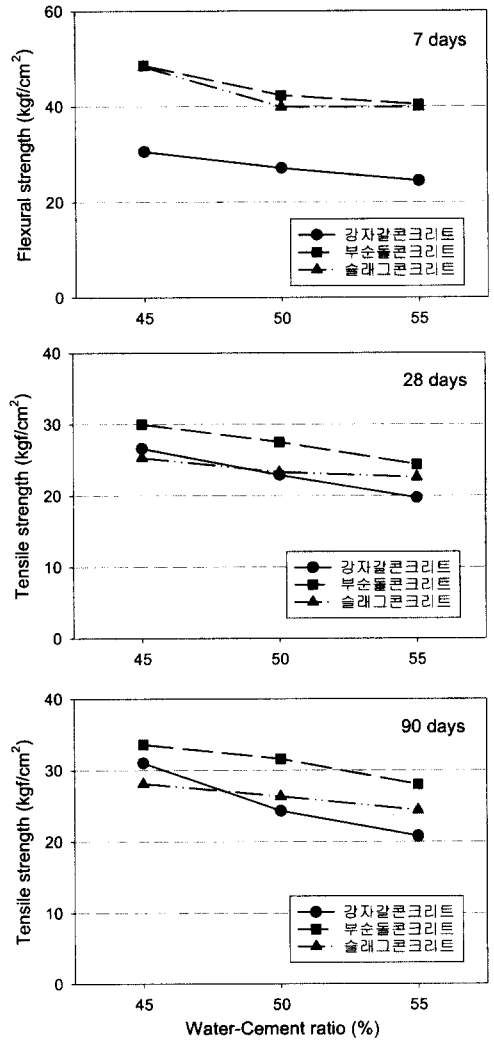 60
40
20
0
Flexural strength (kgf/cm²)
7 days
강자갈콘크리트
부순돌콘크리트
슬래그콘크리트
45 50 55
40
30
20
10
0
Tensile strength (kgf/cm²)
28 days
강자갈콘크리트
부순돌콘크리트
슬래그콘크리트
45 50 55
40
30
20
10
0
Tensile strength (kgf/cm²)
90 days
강자갈콘크리트
부순돌콘크리트
슬래그콘크리트
45 50 55
Water-Cement ratio (%)